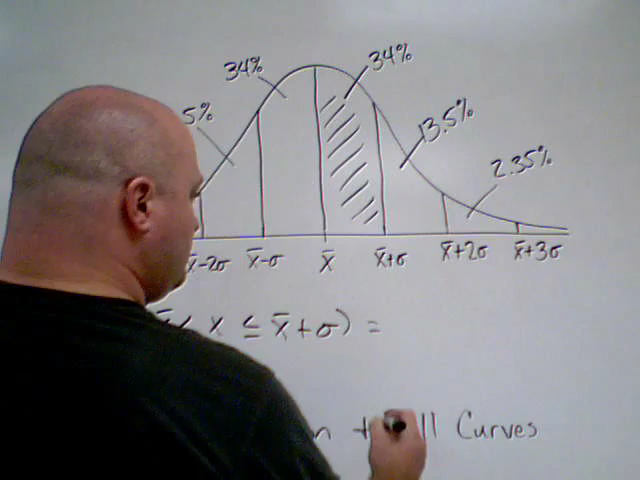 34% 34%
5% 13.5%
2.35%
x̄-2σ x̄-σ x̄ x̄+σ x̄+2σ x̄+3σ
x̄ < x ≤ x̄+σ) =
Curves